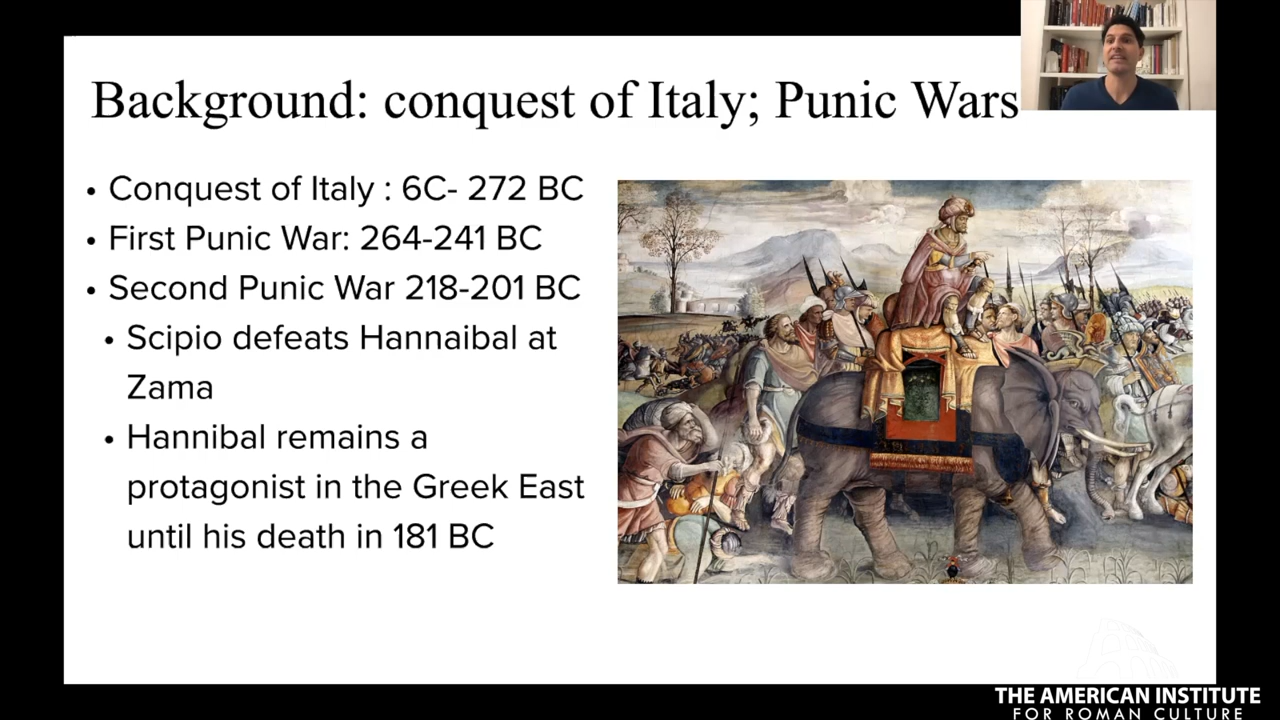 Background: conquest of Italy; Punic Wars
• Conquest of Italy : 6C- 272 BC
• First Punic War: 264-241 BC
• Second Punic War 218-201 BC
• Scipio defeats Hannaibal at
Zama
• Hannibal remains a
protagonist in the Greek East
until his death in 181 BC
THE AMERICAN INSTITUTE
FOR ROMAN CULTURE